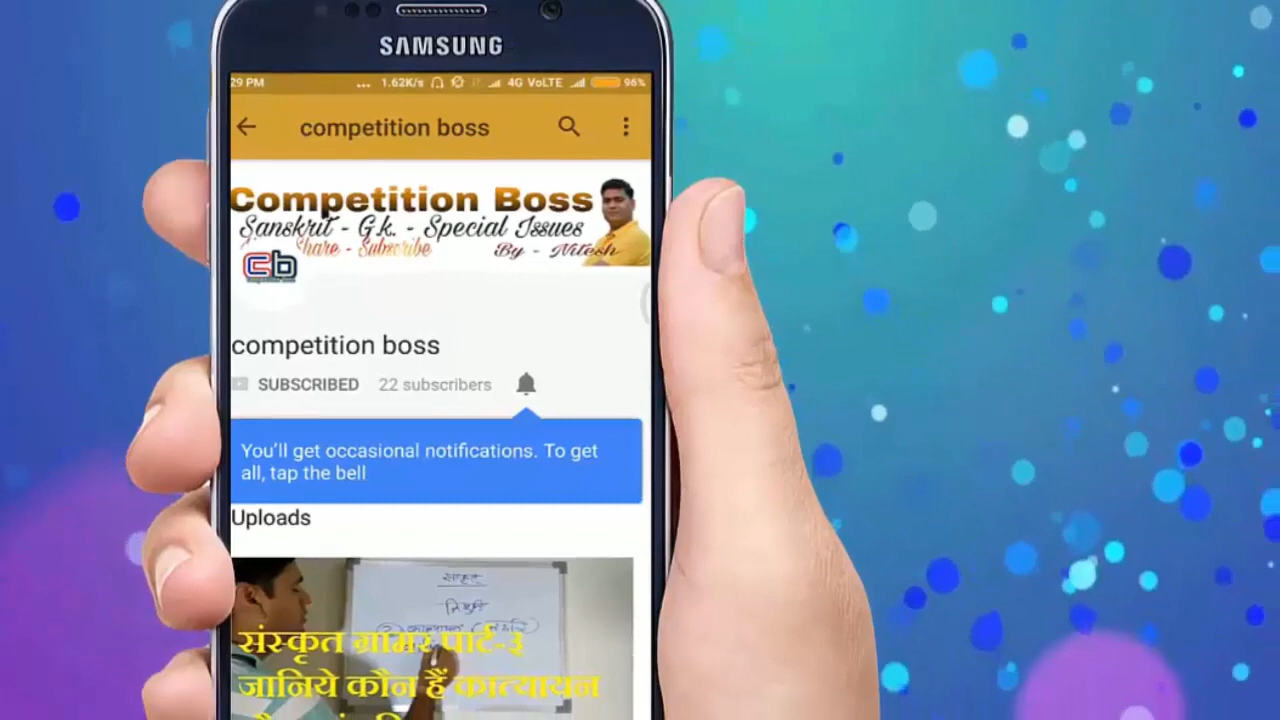 SAMSUNG
29 PM ... 1.62K/s 4G VoLTE 96%
competition boss
Competition Boss
Sanskrit - G.k. - Special Issues
Share - Subscribe By - Nitesh
cb
competition boss
SUBSCRIBED 22 subscribers
You'll get occasional notifications. To get
all, tap the bell
Uploads
संस्कृत
संस्कृत ग्रामर पार्ट-३
जानिये कौन हैं कात्यायन